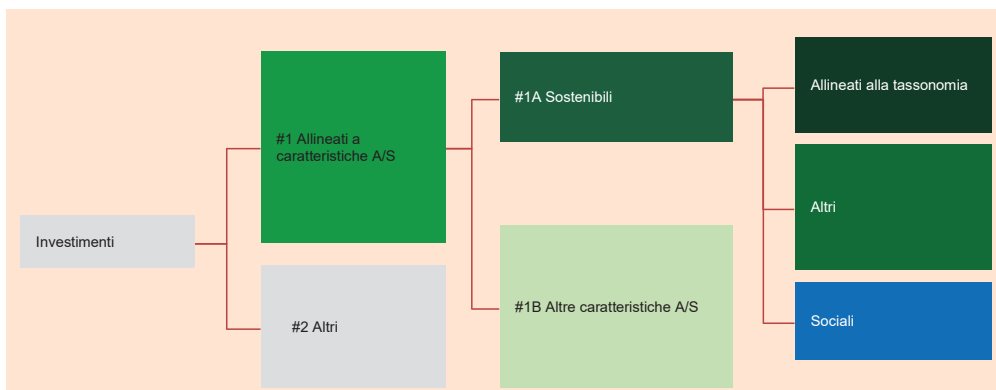 Investimenti
#1 Allineati a
caratteristiche A/S
#2 Altri
#1A Sostenibili
#1B Altre caratteristiche A/S
Allineati alla tassonomia
Altri
Sociali